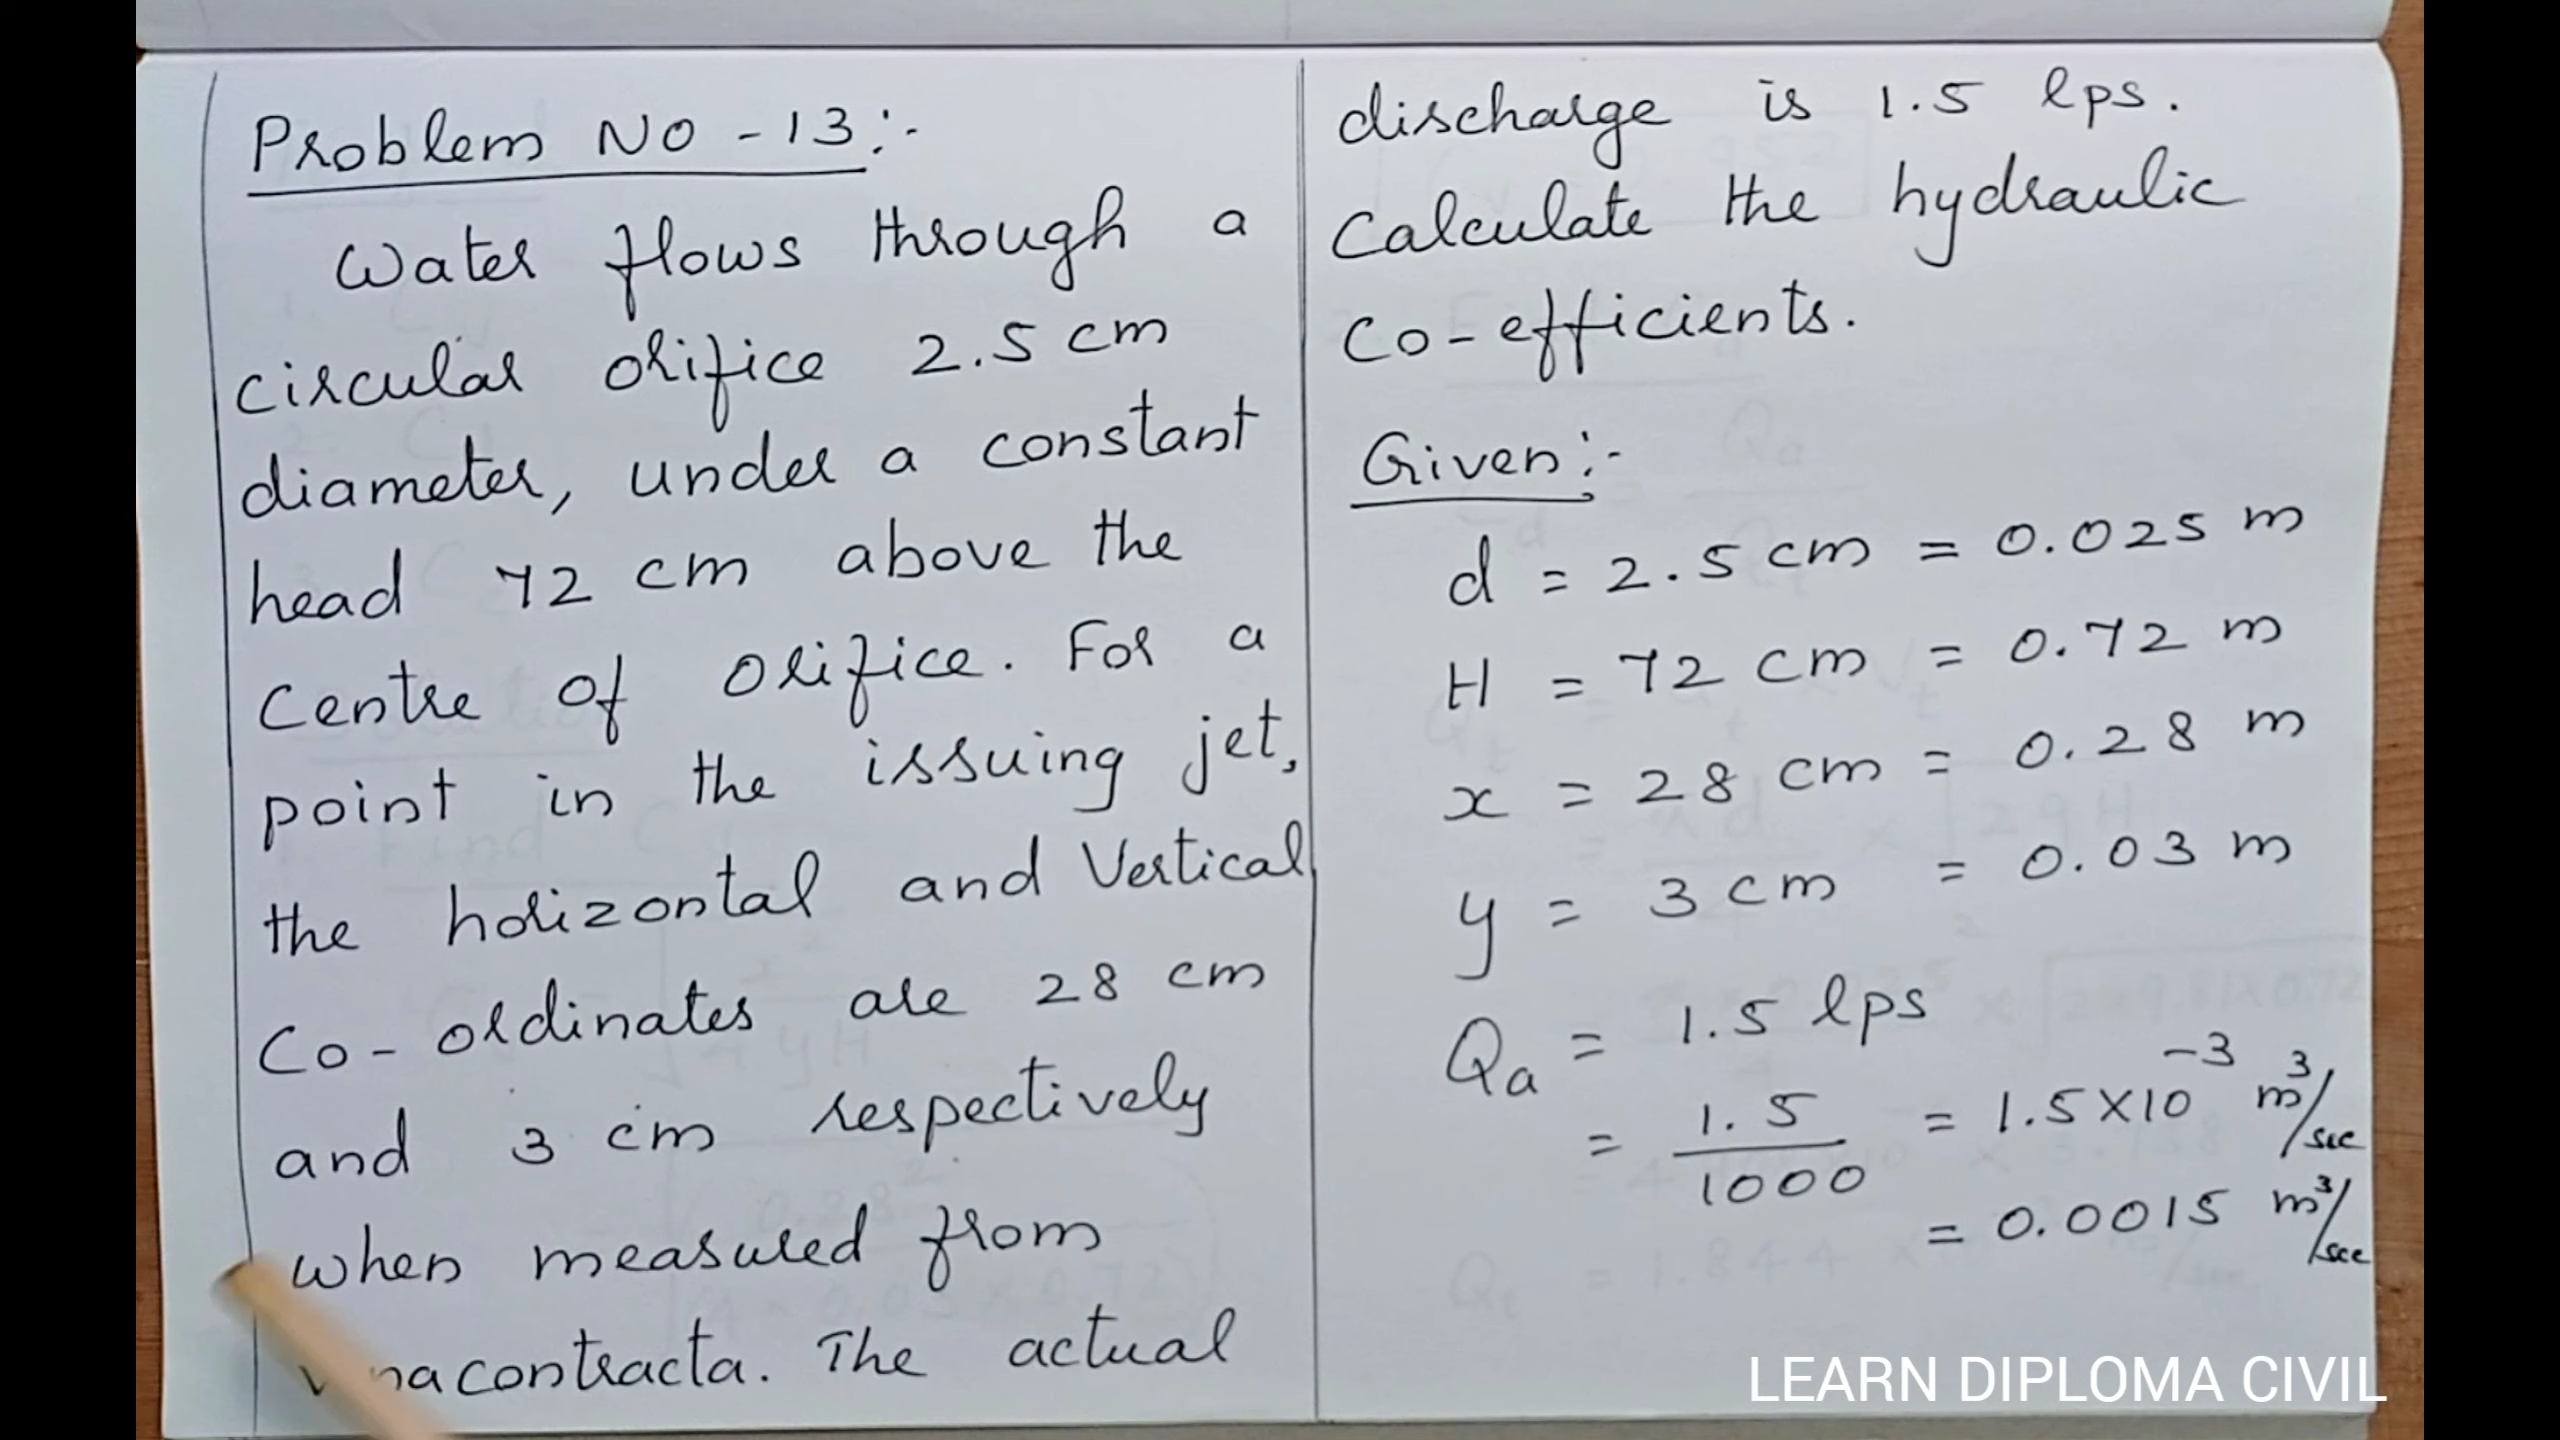 Problem No - 13:-
Water flows through a
circular orifice 2.5 cm
diameter, under a constant
head 72 cm above the
Centre of orifice. For a
point in the issuing jet,
the horizontal and Vertical
Co-ordinates are 28 cm
and 3 cm respectively
when measured from
The actual
discharge is 1.5 lps.
Calculate the hydraulic
Co-efficients.
Given:-
d = 2.5 cm = 0.025 m
H = 72 cm = 0.72 m
x = 28 cm = 0.28 m
y = 3 cm = 0.03 m
Qa = 1.5 lps
= 1.5/1000 = 1.5 X 10⁻³ m³/sec
= 0.0015 m³/sec
LEARN DIPLOMA CIVIL